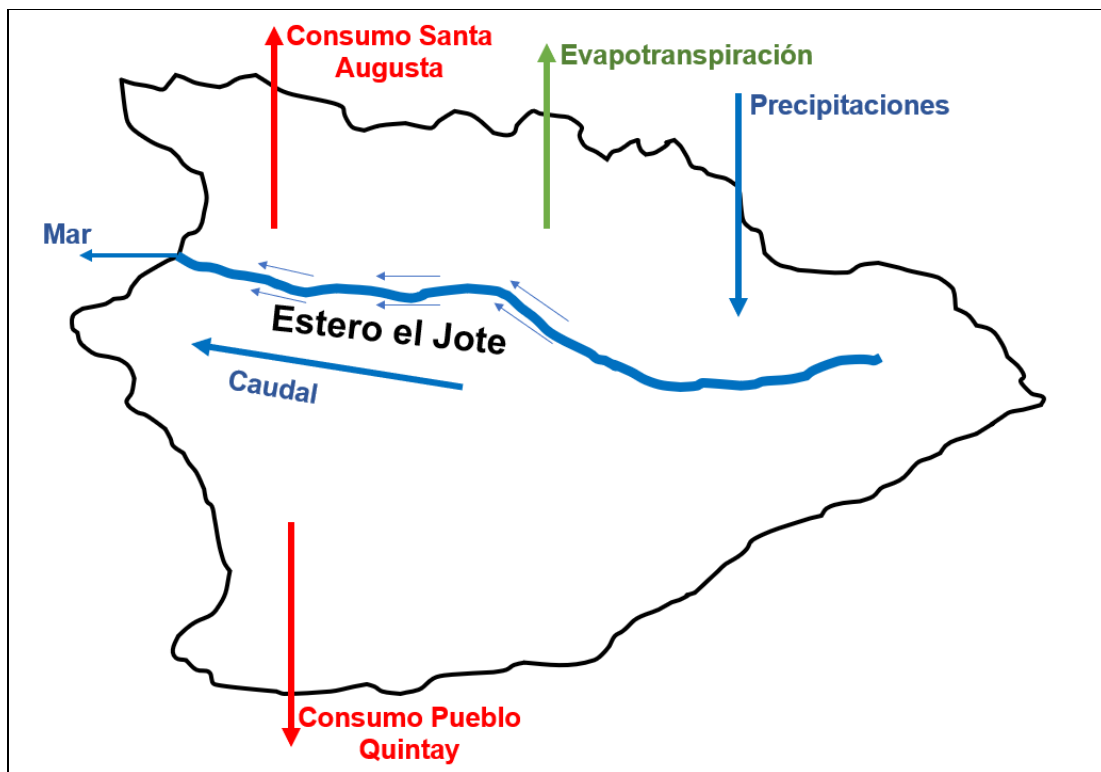 Consumo Santa
Augusta
Evapotranspiración
Precipitaciones
Mar
Estero el Jote
Caudal
Consumo Pueblo
Quintay